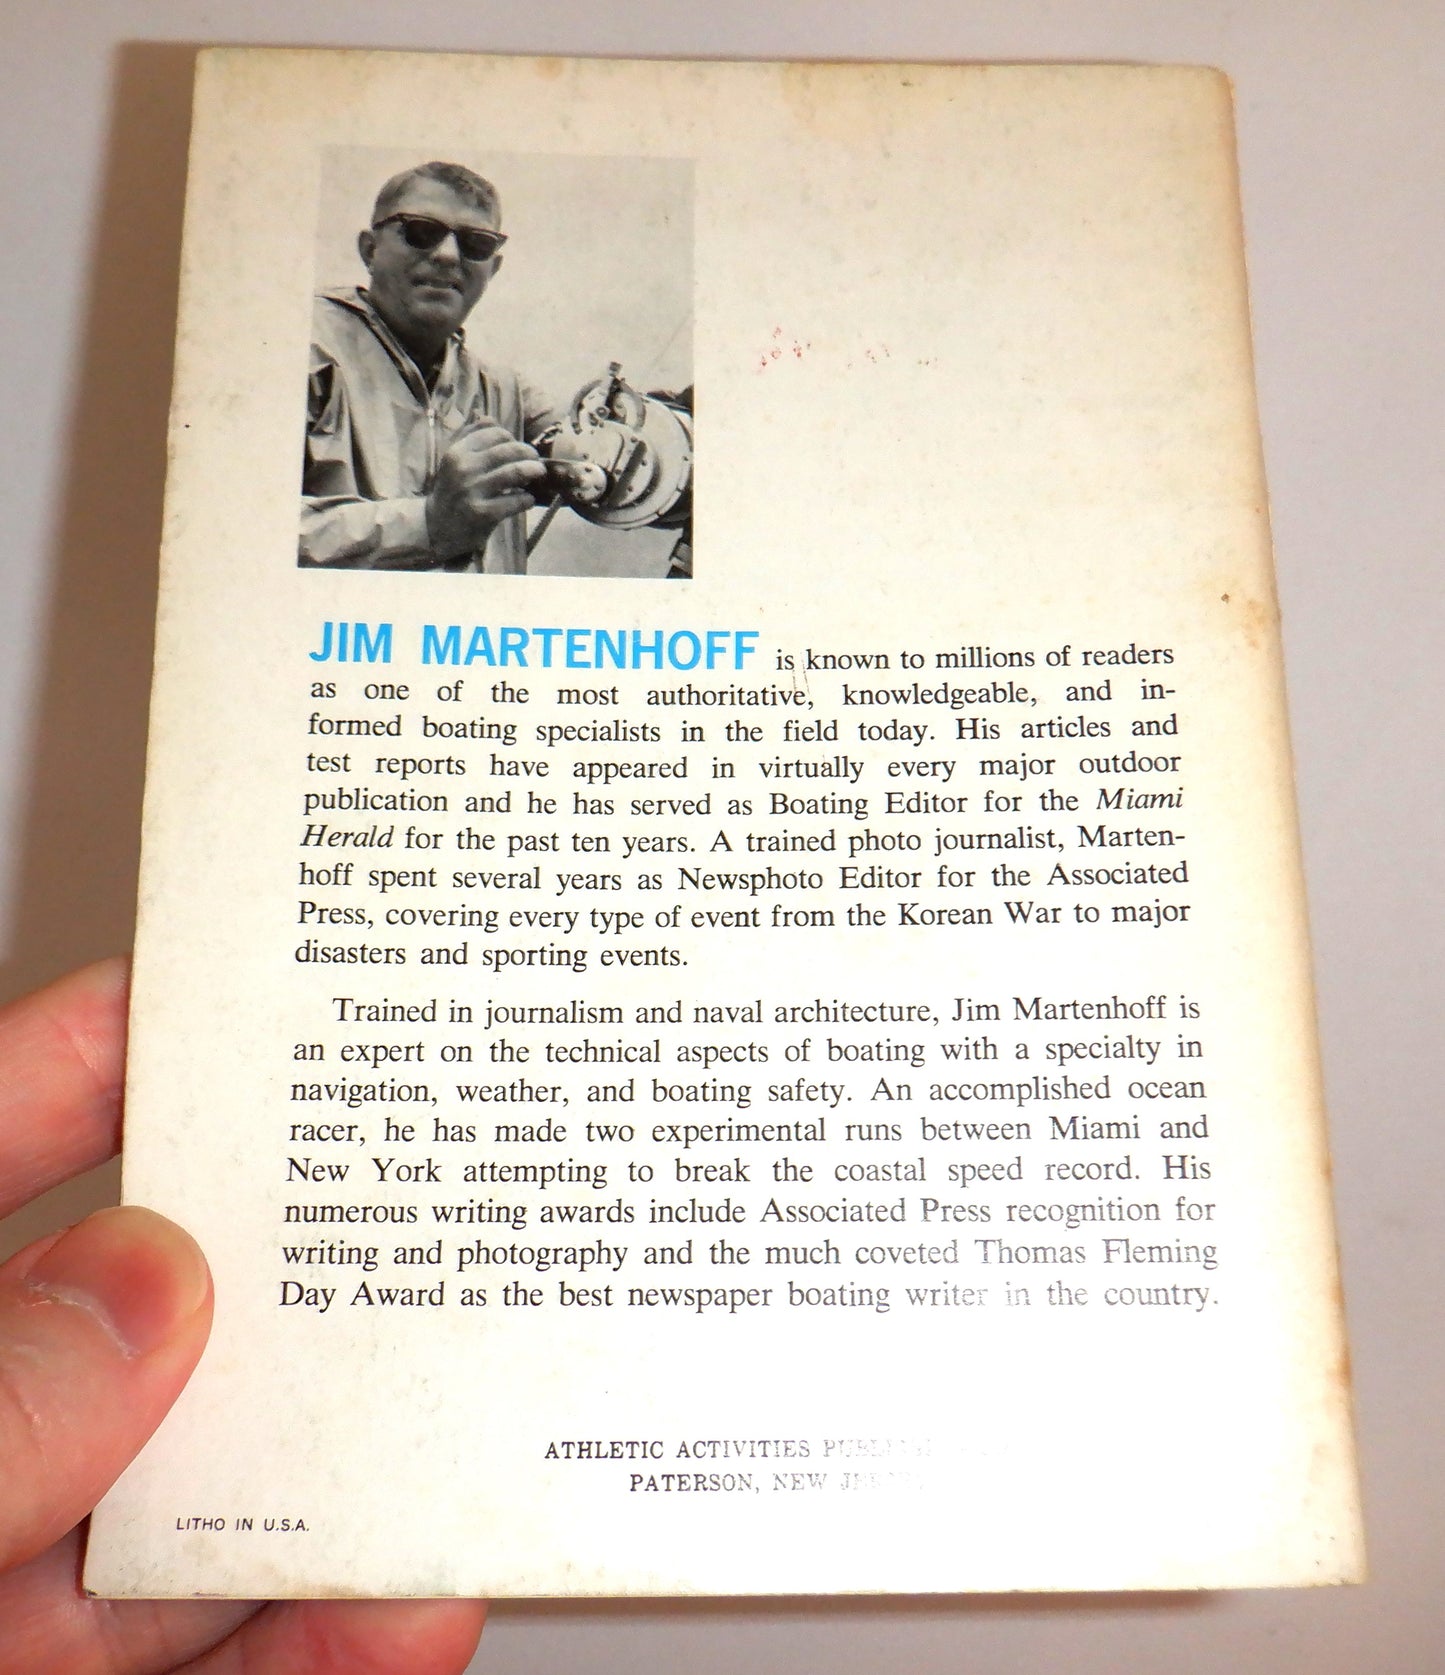 JIM MARTENHOFF is known to millions of readers
as one of the most authoritative, knowledgeable, and in-
formed boating specialists in the field today. His articles and
test reports have appeared in virtually every major outdoor
publication and he has served as Boating Editor for the Miami
Herald for the past ten years. A trained photo journalist, Marten-
hoff spent several years as Newsphoto Editor for the Associated
Press, covering every type of event from the Korean War to major
disasters and sporting events.
Trained in journalism and naval architecture, Jim Martenhoff is
an expert on the technical aspects of boating with a specialty in
navigation, weather, and boating safety. An accomplished ocean
racer, he has made two experimental runs between Miami and
New York attempting to break the coastal speed record. His
numerous writing awards include Associated Press recognition for
writing and photography and the much coveted Thomas Fleming
Day Award as the best newspaper boating writer in the country.
ATHLETIC ACTIVITIES
PATERSON, NEW JERSEY
LITHO IN U.S.A.